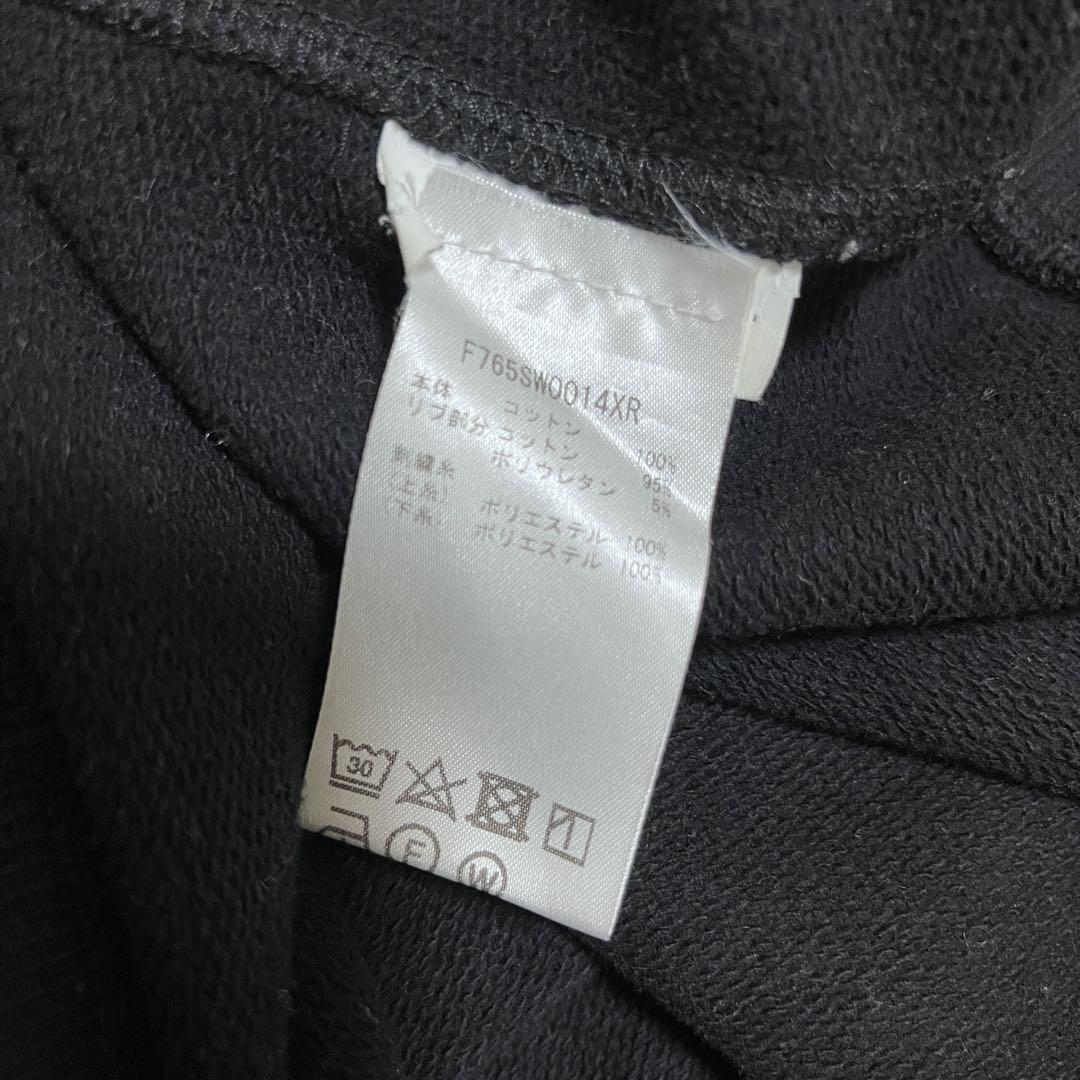 F765SW0014XR
本体 コットン 100%
リブ部分 コットン 95%
ポリウレタン 5%
刺繍糸
(上糸) ポリエステル 100%
(下糸) ポリエステル 100%
30
F W